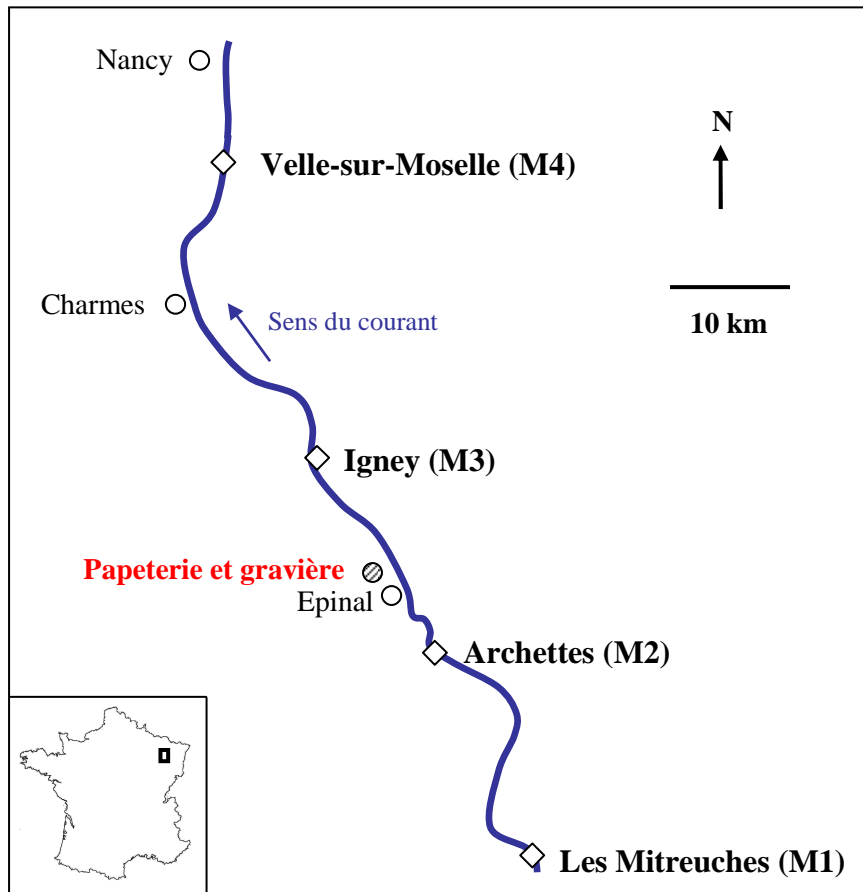 Nancy
N
Velle-sur-Moselle (M4)
Charmes
Sens du courant
10 km
Igney (M3)
Papeterie et gravière
Epinal
Archettes (M2)
Les Mitreuches (M1)